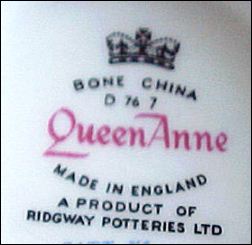 BONE CHINA
D 76 7
Queen Anne
MADE IN ENGLAND
A PRODUCT OF
RIDGWAY POTTERIES LTD